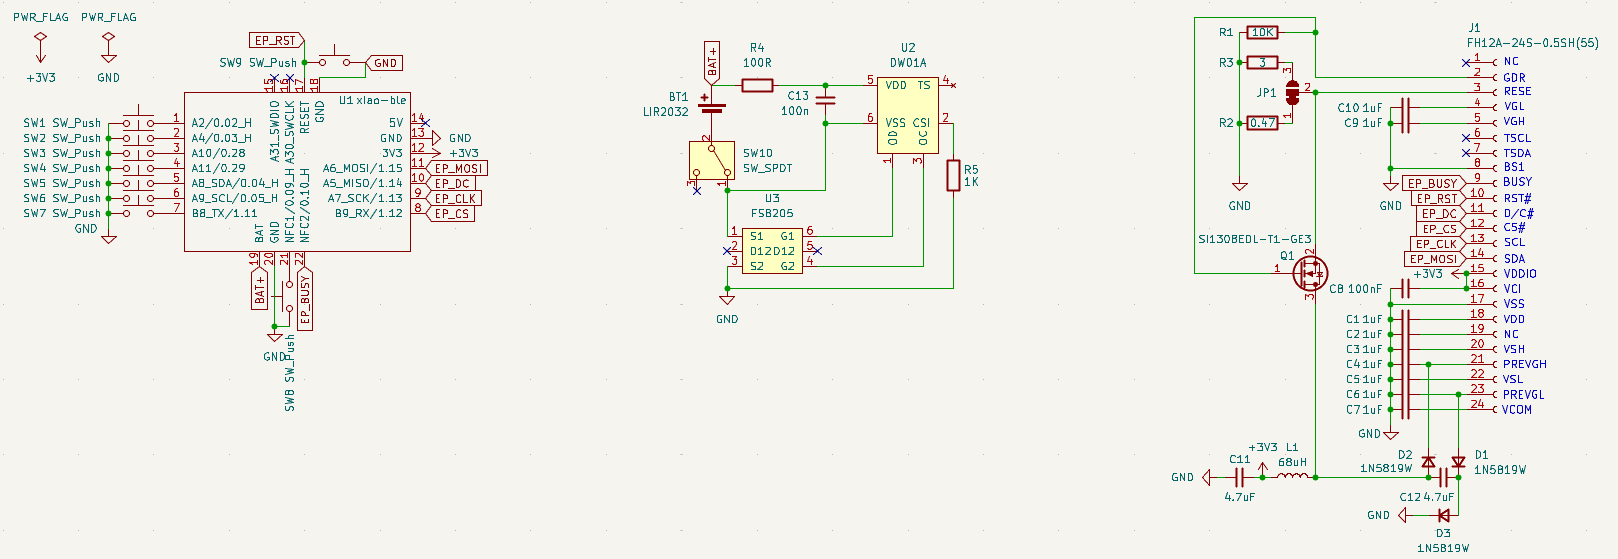 PWR_FLAG PWR_FLAG
+3V3
GND
EP_RST
SW9 SW_Push
GND
15 16 17 18
A31_SWDIO
A30_SWCLK
RESET
GND
U1 xiao-ble
SW1 SW_Push 1 A2/0.02_H
SW2 SW_Push 2 A4/0.03_H
SW3 SW_Push 3 A10/0.28
SW4 SW_Push 4 A11/0.29
SW5 SW_Push 5 A8_SDA/0.04_H
SW6 SW_Push 6 A9_SCL/0.05_H
SW7 SW_Push 7 B8_TX/1.11
GND
5V 14
GND 13 GND
3V3 12 +3V3
A6_MOSI/1.15 11 EP_MOSI
A5_MISO/1.14 10 EP_DC
A7_SCK/1.13 9 EP_CLK
B9_RX/1.12 8 EP_CS
BAT
GND
NFC1/0.09_H
NFC2/0.10_H
19 20 21 22
BAT+
EP_BUSY
GND
SW8 SW_Push
BAT+
R4
100R
BT1
LIR2032
+
C13
100n
U2
DW01A
5 VDD TS 4
6 VSS CSI 2
OD OC
1 3
R5
1K
2
SW10
SW_SPDT
3 1
U3
FS8205
1 S1 G1 6
2 D12 D12 5
3 S2 G2 4
GND
R1 10K
R3 3
3
JP1 2
1
R2 0.47
GND
SI1308EDL-T1-GE3
Q1
2
1
3
J1
FH12A-24S-0.5SH(55)
1 NC
2 GDR
3 RESE
C10 1uF 4 VGL
C9 1uF 5 VGH
6 TSCL
7 TSDA
8 BS1
EP_BUSY 9 BUSY
GND EP_RST 10 RST#
EP_DC 11 D/C#
EP_CS 12 CS#
EP_CLK 13 SCL
EP_MOSI 14 SDA
+3V3 15 VDDIO
C8 100nF 16 VCI
17 VSS
C1 1uF 18 VDD
C2 1uF 19 NC
C3 1uF 20 VSH
C4 1uF 21 PREVGH
C5 1uF 22 VSL
C6 1uF 23 PREVGL
C7 1uF 24 VCOM
GND
+3V3 L1
68uH
C11
GND
4.7uF
D2
1N5819W
D1
1N5819W
C12 4.7uF
GND
D3
1N5819W